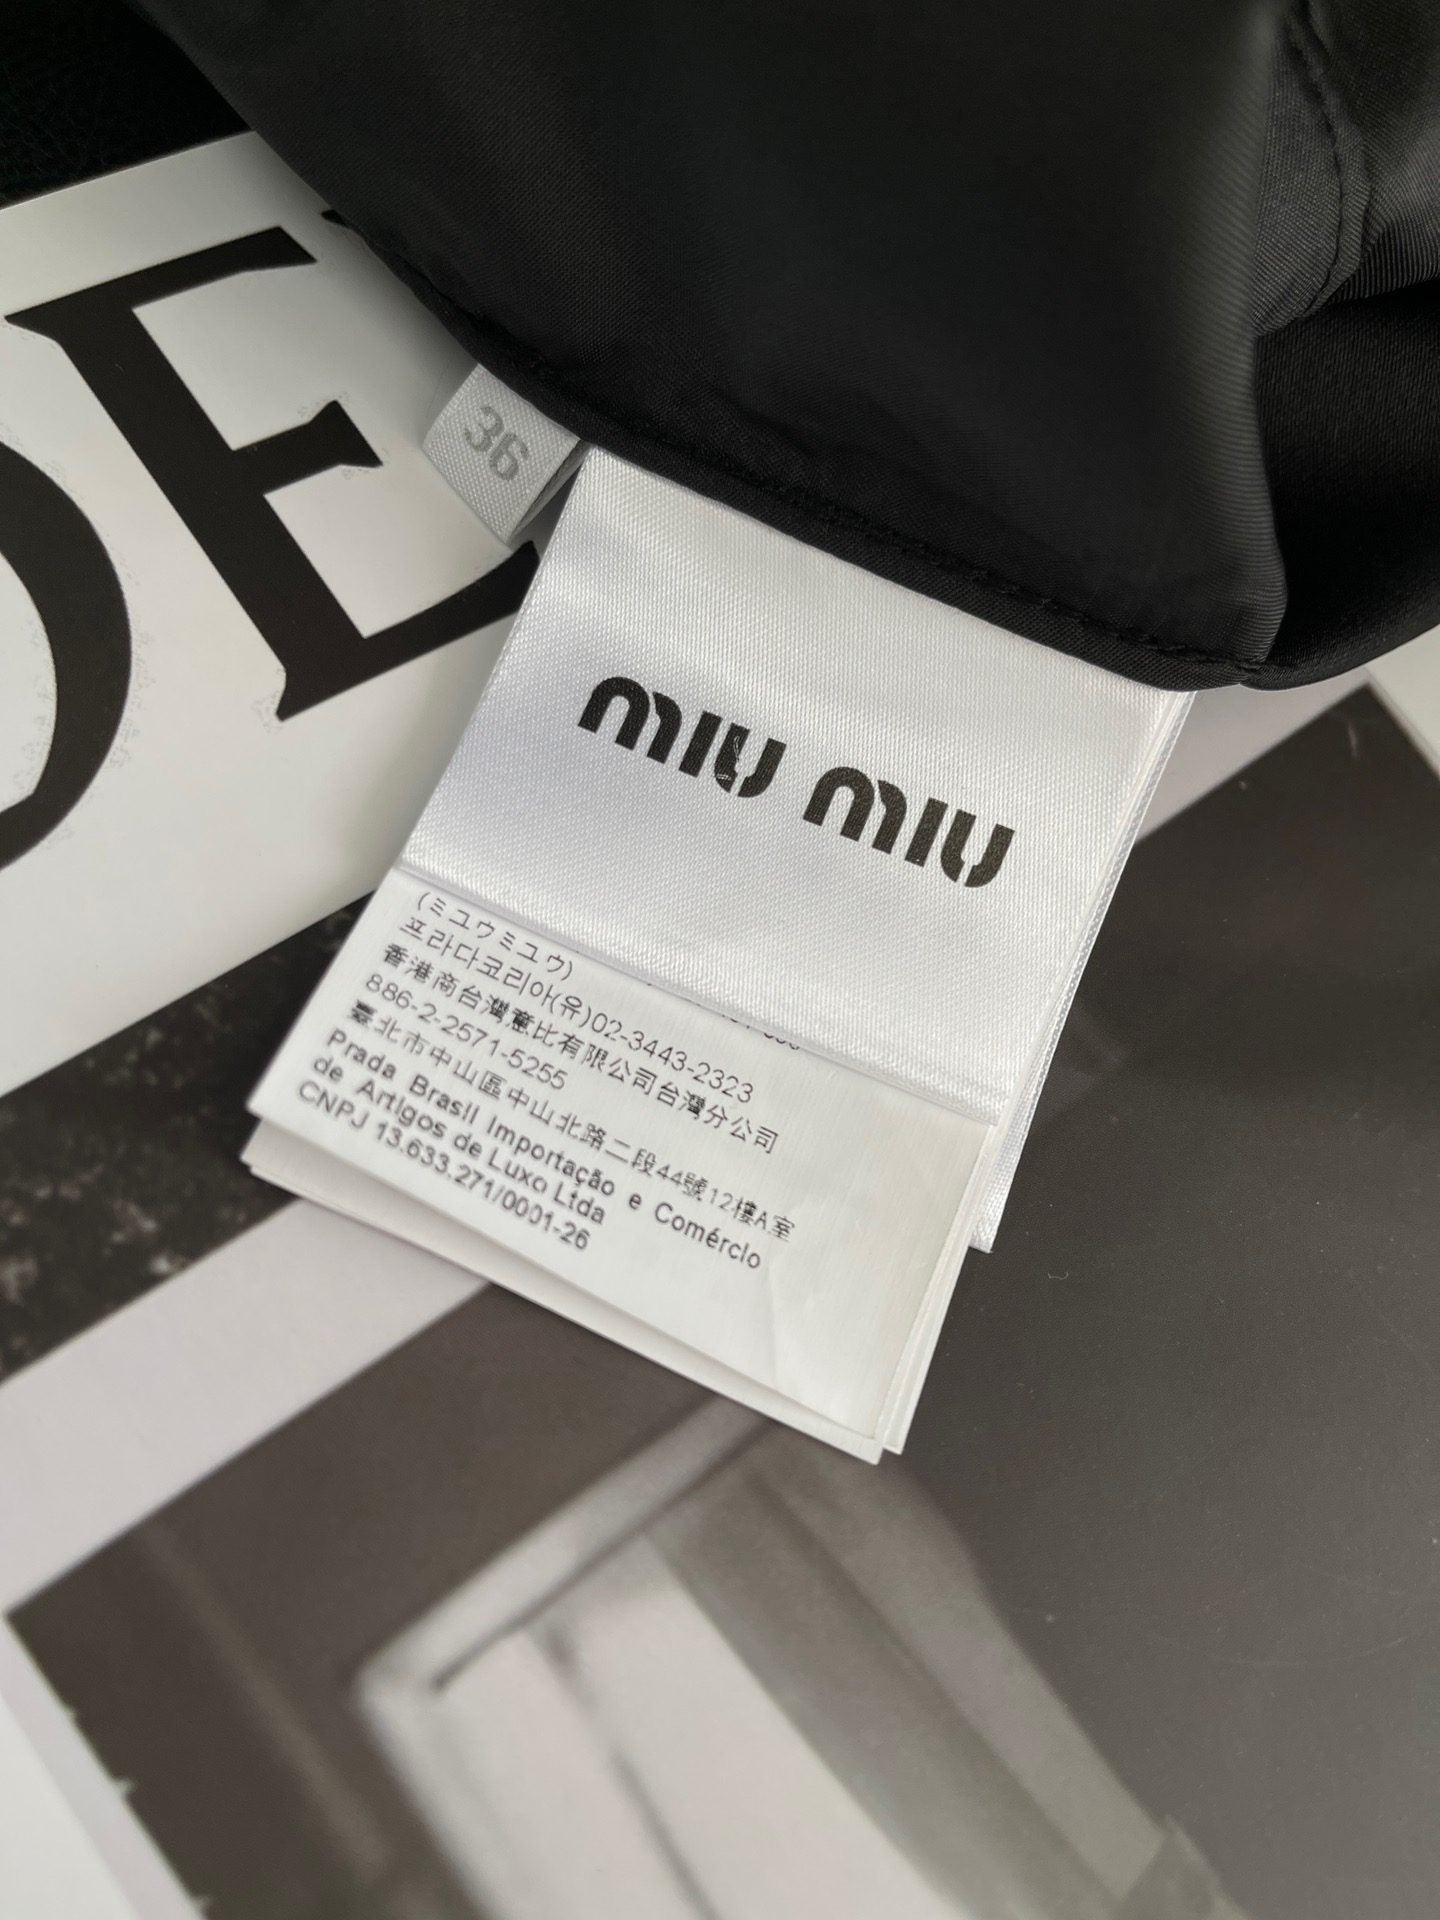 DE
36
miu miu
(ミュウミュウ)
프라다코리아(유)02-3443-2323
香港商台灣意比有限公司台灣分公司
886-2-2571-5255
臺北市中山區中山北路二段44號12樓A室
Prada Brasil Importação e Comércio
de Artigos de Luxo Ltda
CNPJ 13.633.271/0001-26